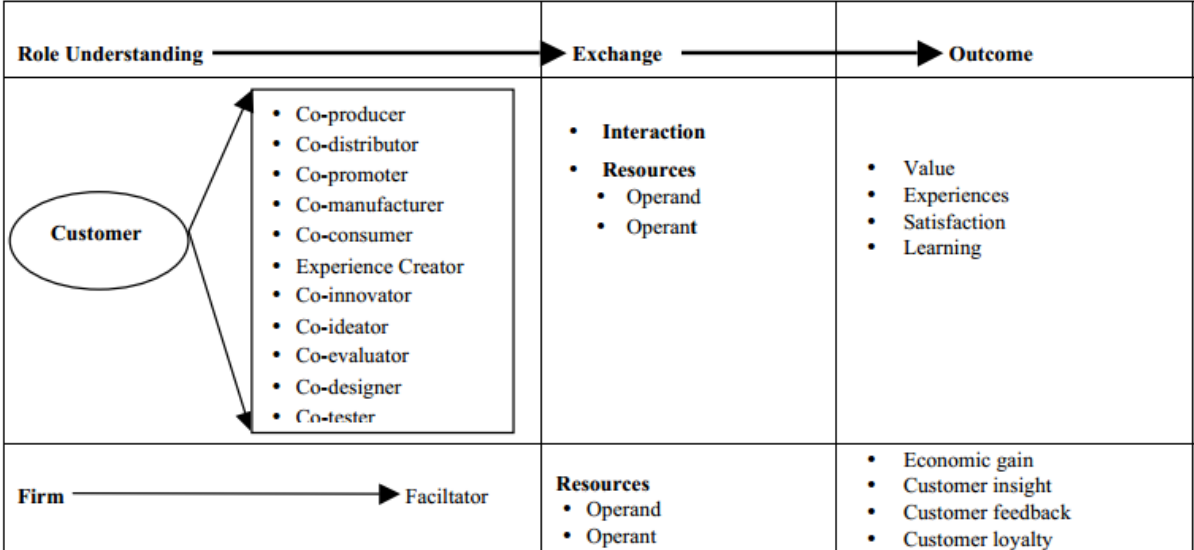 Role Understanding
Exchange
Outcome
Customer
• Co-producer
• Co-distributor
• Co-promoter
• Co-manufacturer
• Co-consumer
• Experience Creator
• Co-innovator
• Co-ideator
• Co-evaluator
• Co-designer
• Co-tester
• Interaction
• Resources
• Operand
• Operant
• Value
• Experiences
• Satisfaction
• Learning
Firm
Faciltator
Resources
• Operand
• Operant
• Economic gain
• Customer insight
• Customer feedback
• Customer loyalty